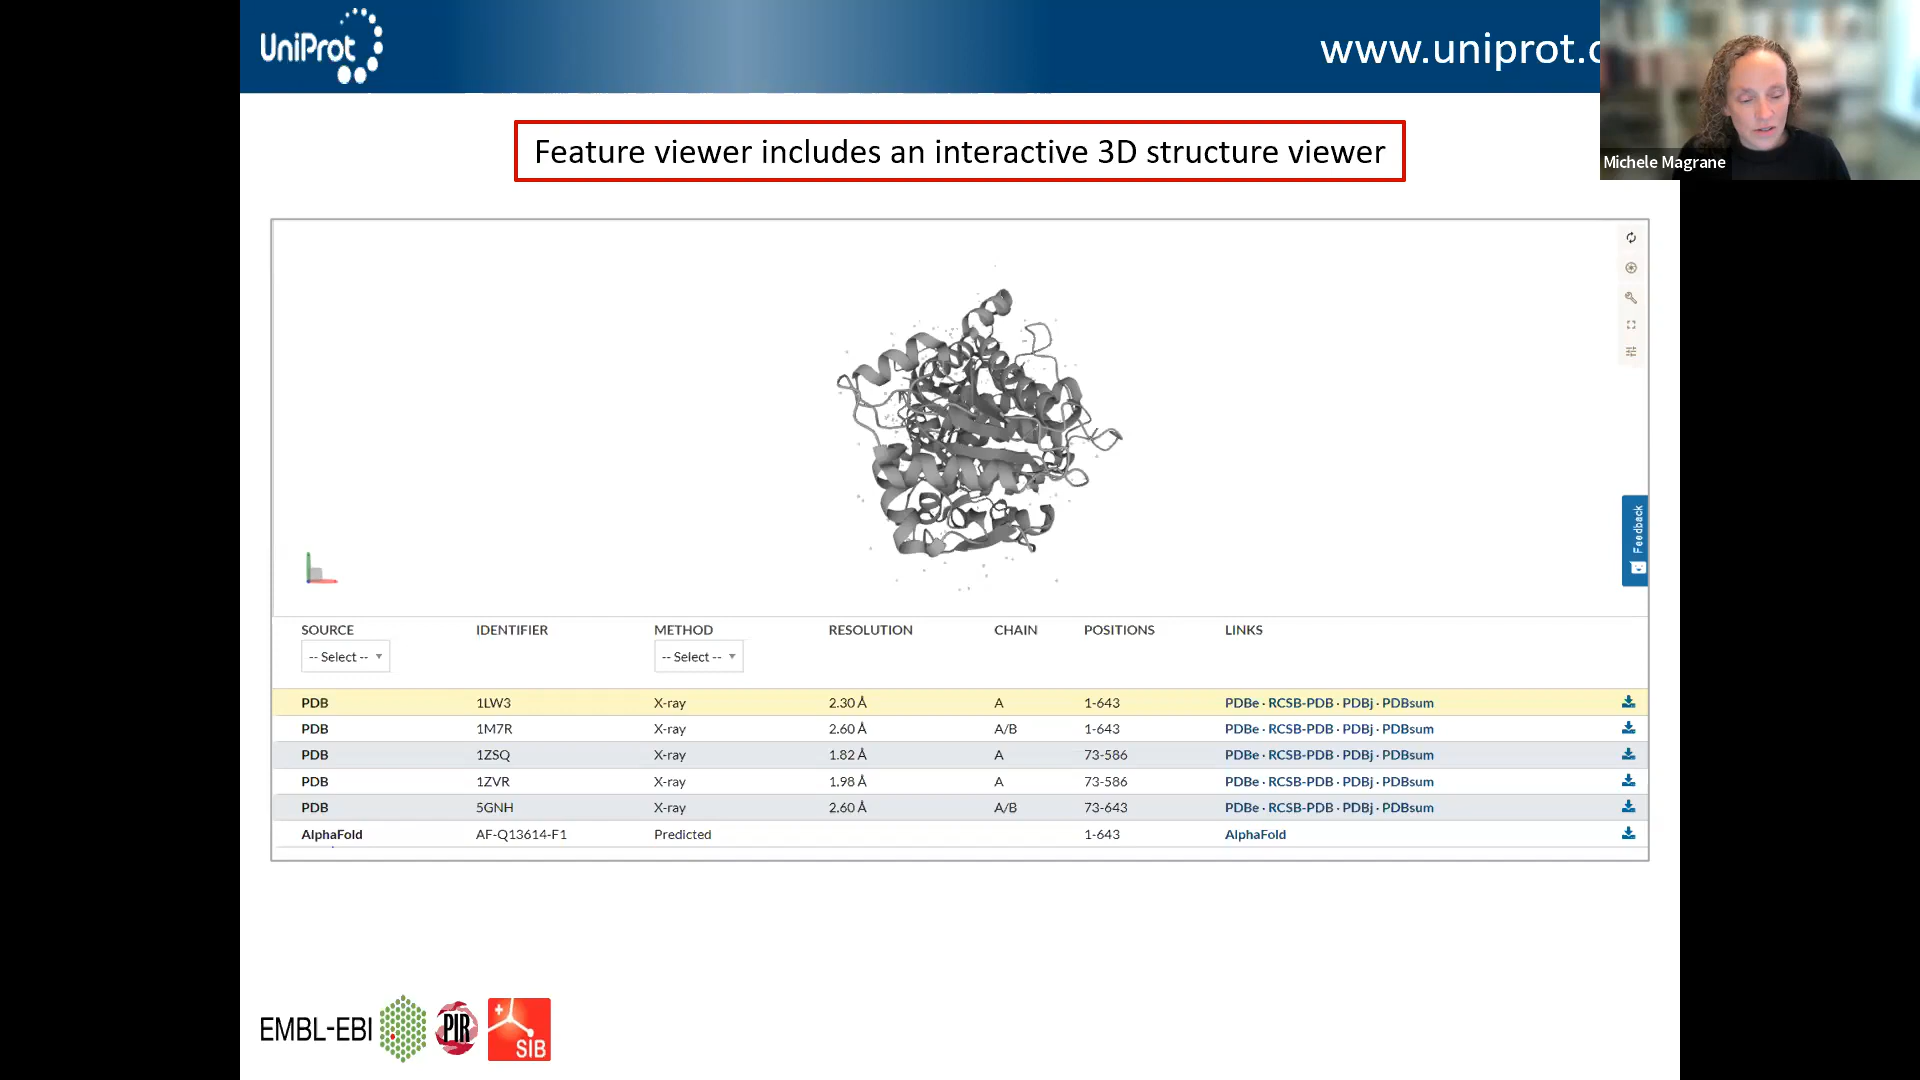 UniProt
www.uniprot.
Michele Magrane
Feature viewer includes an interactive 3D structure viewer
Feedback
SOURCE IDENTIFIER METHOD RESOLUTION CHAIN POSITIONS LINKS
-- Select -- -- Select --
PDB 1LW3 X-ray 2.30 Å A 1-643 PDBe · RCSB-PDB · PDBj · PDBsum
PDB 1M7R X-ray 2.60 Å A/B 1-643 PDBe · RCSB-PDB · PDBj · PDBsum
PDB 1ZSQ X-ray 1.82 Å A 73-586 PDBe · RCSB-PDB · PDBj · PDBsum
PDB 1ZVR X-ray 1.98 Å A 73-586 PDBe · RCSB-PDB · PDBj · PDBsum
PDB 5GNH X-ray 2.60 Å A/B 73-643 PDBe · RCSB-PDB · PDBj · PDBsum
AlphaFold AF-Q13614-F1 Predicted 1-643 AlphaFold
EMBL-EBI PIR SIB